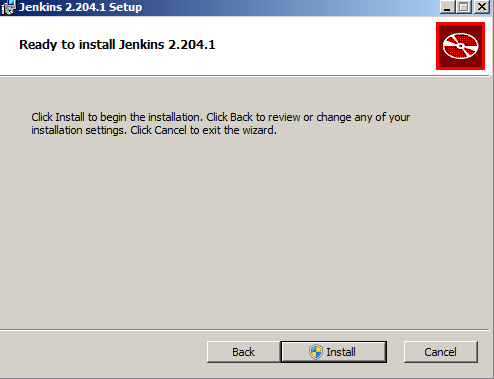 Jenkins 2.204.1 Setup
Ready to install Jenkins 2.204.1
Click Install to begin the installation. Click Back to review or change any of your
installation settings. Click Cancel to exit the wizard.
Back
Install
Cancel